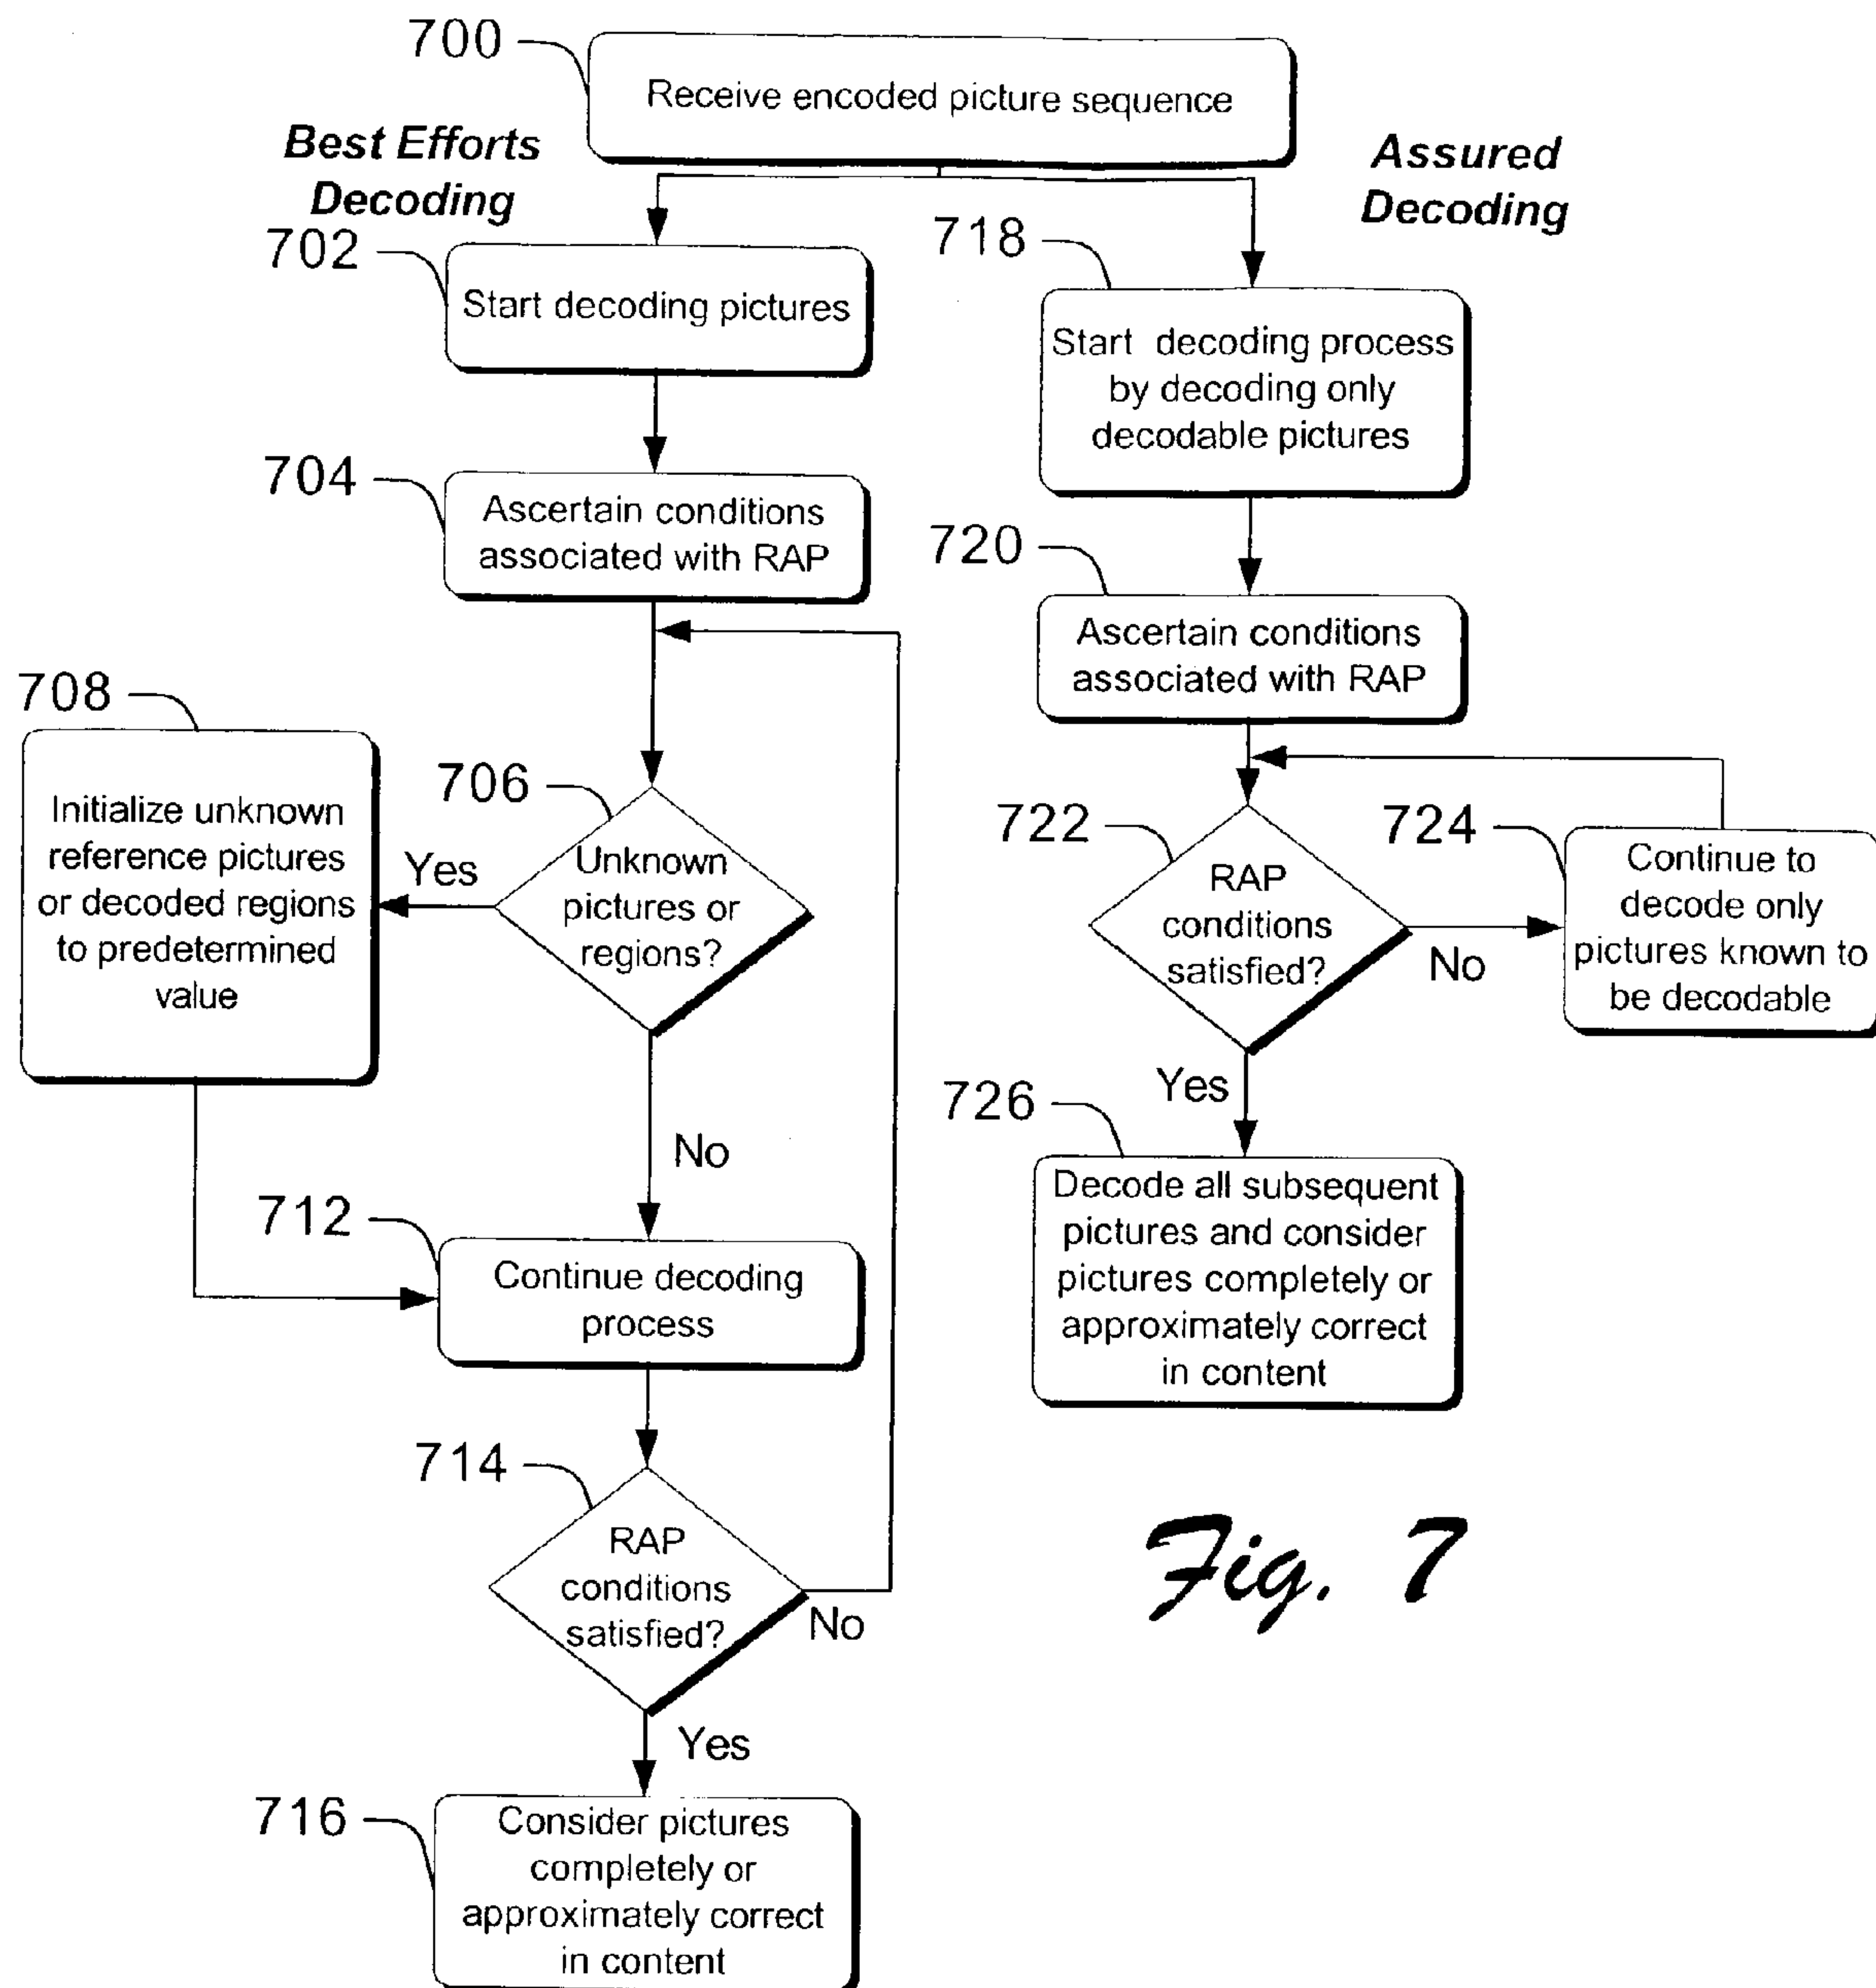 700
Receive encoded picture sequence
Best Efforts
Decoding
Assured
Decoding
702
Start decoding pictures
704
Ascertain conditions
associated with RAP
706
Unknown
pictures or
regions?
Yes
No
708
Initialize unknown
reference pictures
or decoded regions
to predetermined
value
712
Continue decoding
process
714
RAP
conditions
satisfied?
No
Yes
716
Consider pictures
completely or
approximately correct
in content
718
Start decoding process
by decoding only
decodable pictures
720
Ascertain conditions
associated with RAP
722
RAP
conditions
satisfied?
No
Yes
724
Continue to
decode only
pictures known to
be decodable
726
Decode all subsequent
pictures and consider
pictures completely or
approximately correct
in content
Fig. 7